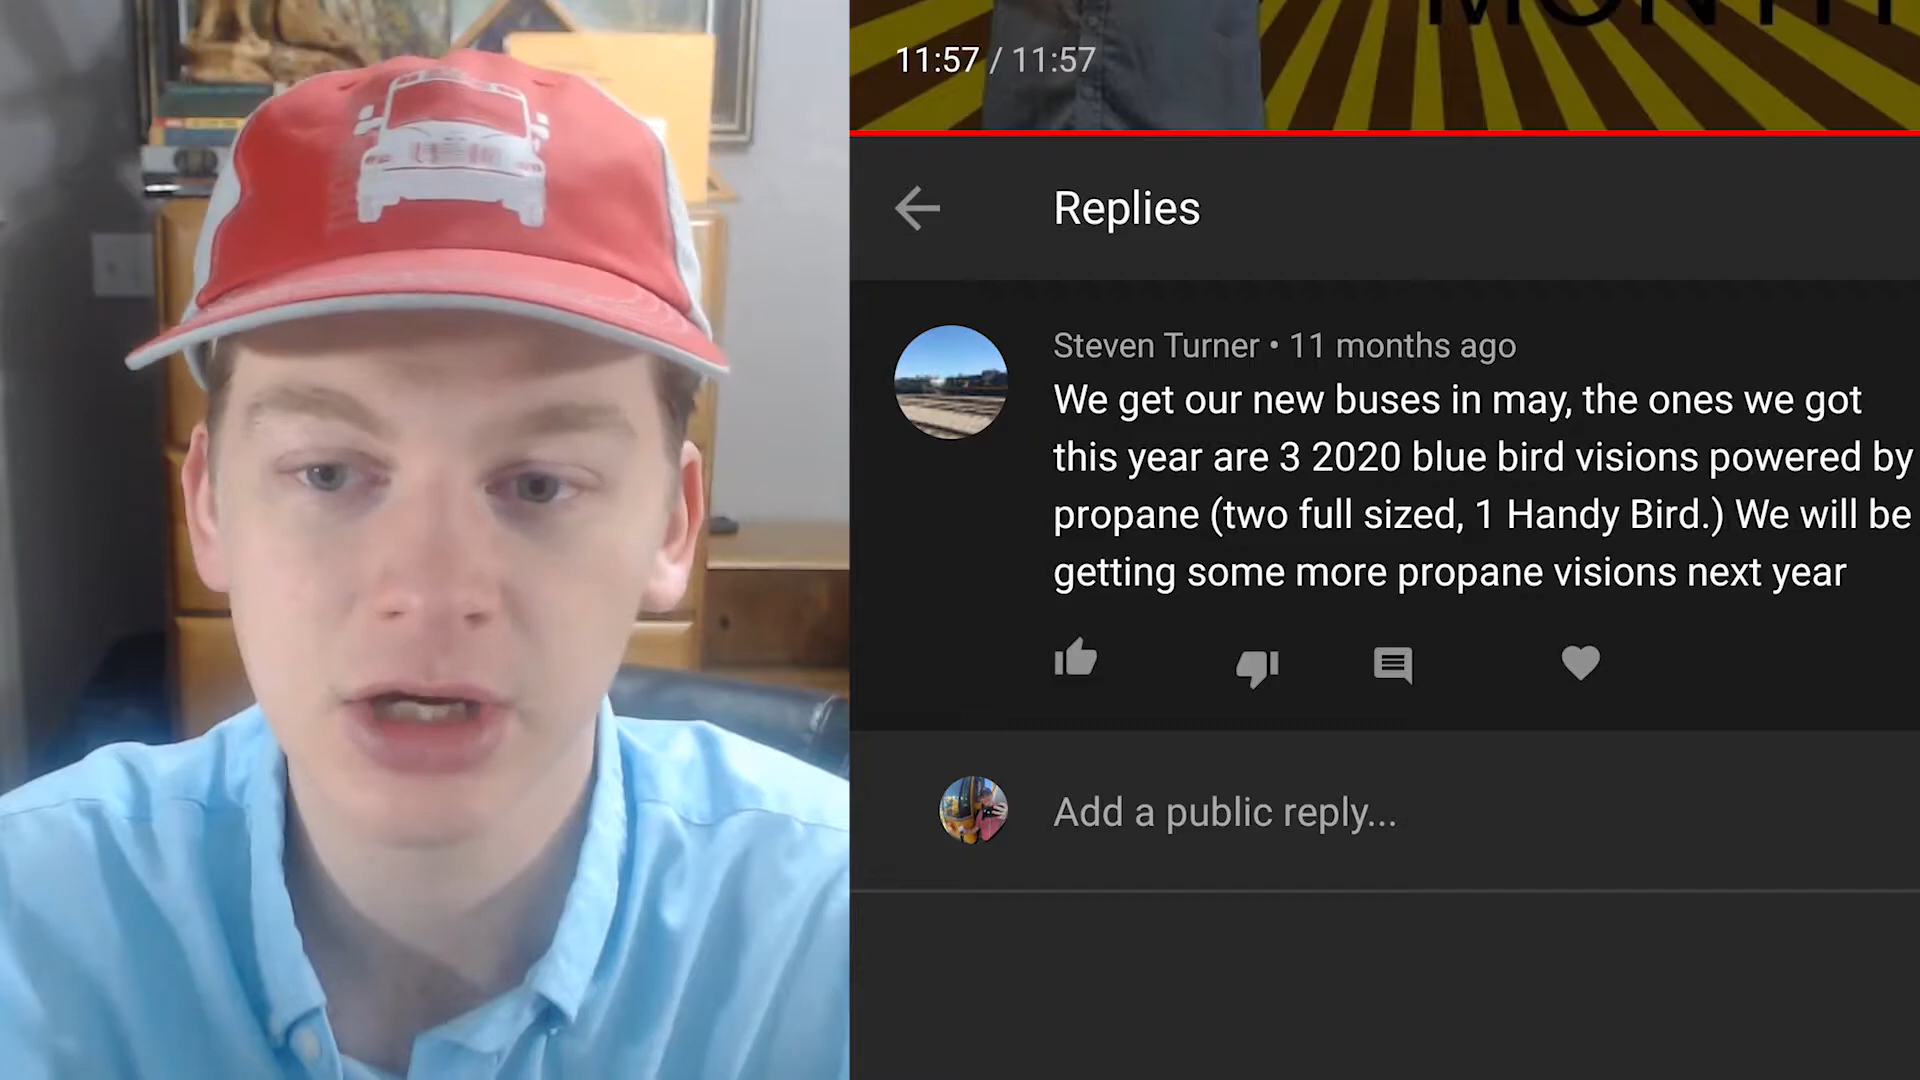 MONTH
11:57 / 11:57
Replies
Steven Turner • 11 months ago
We get our new buses in may, the ones we got
this year are 3 2020 blue bird visions powered by
propane (two full sized, 1 Handy Bird.) We will be
getting some more propane visions next year
Add a public reply...